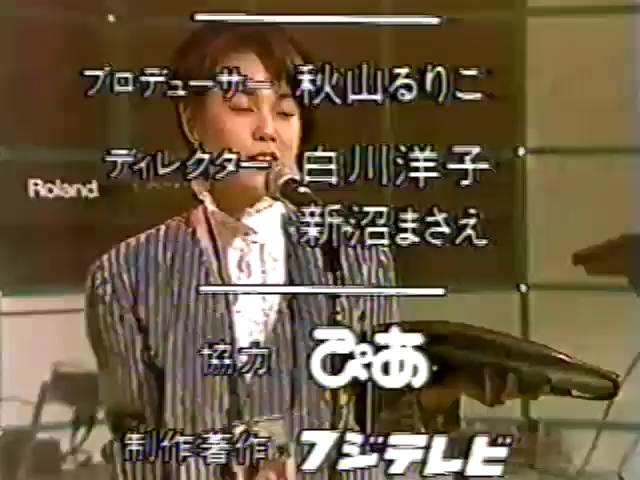 プロデューサー 秋山るりこ
ディレクター 白川洋子
Roland
新沼まさえ
協力 ぴあ
制作著作 フジテレビ